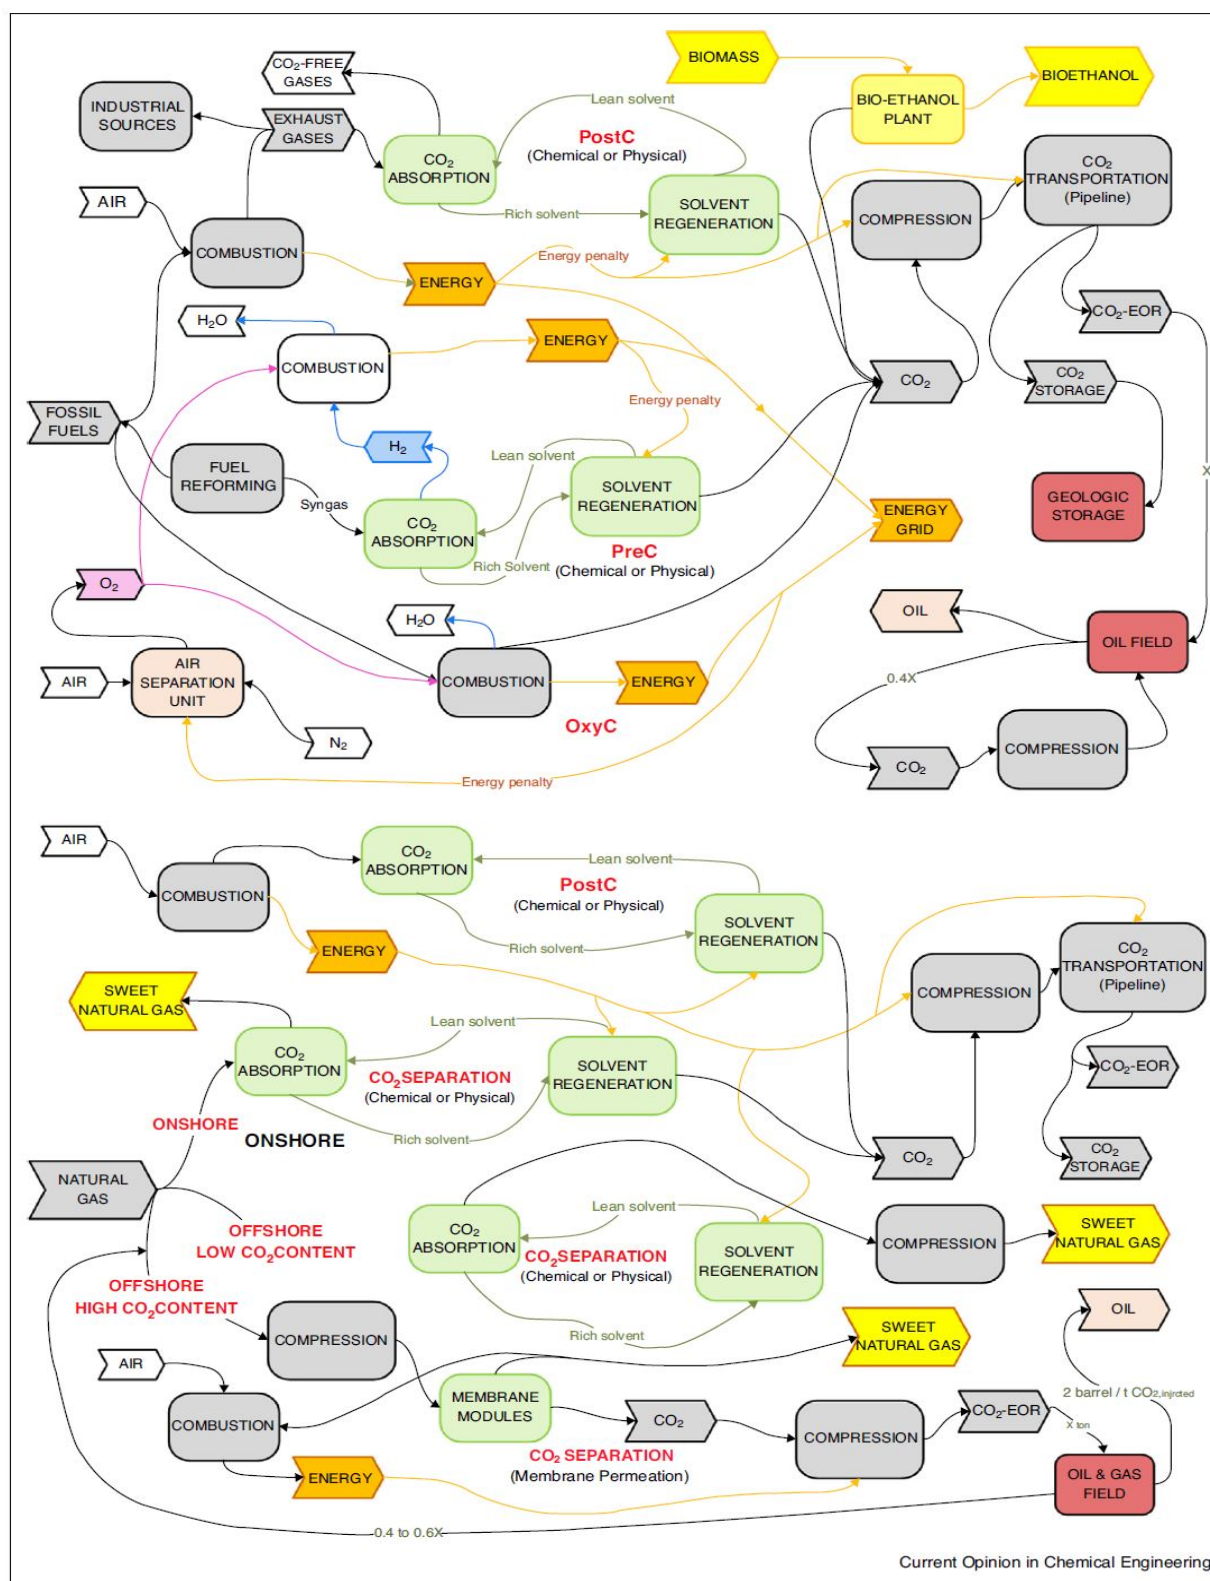 CO2-FREE
GASES
BIOMASS
BIOETHANOL
INDUSTRIAL
SOURCES
EXHAUST
GASES
Lean solvent
BIO-ETHANOL
PLANT
CO2
ABSORPTION
PostC
(Chemical or Physical)
CO2
TRANSPORTATION
(Pipeline)
AIR
Rich solvent
SOLVENT
REGENERATION
COMPRESSION
COMBUSTION
Energy penalty
ENERGY
H2O
CO2-EOR
COMBUSTION
ENERGY
CO2
CO2
STORAGE
Energy penalty
FOSSIL
FUELS
H2
Lean solvent
FUEL
REFORMING
SOLVENT
REGENERATION
X
Syngas
CO2
ABSORPTION
ENERGY
GRID
GEOLOGIC
STORAGE
PreC
Rich Solvent
(Chemical or Physical)
O2
H2O
OIL
OIL FIELD
AIR
AIR
SEPARATION
UNIT
COMBUSTION
ENERGY
0.4X
OxyC
N2
COMPRESSION
CO2
Energy penalty
AIR
CO2
ABSORPTION
Lean solvent
COMBUSTION
PostC
(Chemical or Physical)
SOLVENT
REGENERATION
Rich solvent
ENERGY
CO2
TRANSPORTATION
(Pipeline)
COMPRESSION
SWEET
NATURAL GAS
Lean solvent
CO2
ABSORPTION
SOLVENT
REGENERATION
CO2SEPARATION
(Chemical or Physical)
CO2-EOR
ONSHORE
ONSHORE
Rich solvent
CO2
CO2
STORAGE
NATURAL
GAS
Lean solvent
OFFSHORE
LOW CO2CONTENT
CO2
ABSORPTION
CO2SEPARATION
(Chemical or Physical)
SOLVENT
REGENERATION
COMPRESSION
SWEET
NATURAL GAS
OFFSHORE
HIGH CO2CONTENT
OIL
COMPRESSION
Rich solvent
SWEET
NATURAL GAS
AIR
MEMBRANE
MODULES
2 barrel / t CO2,injrcted
COMBUSTION
CO2
CO2-EOR
X ton
COMPRESSION
CO2 SEPARATION
(Membrane Permeation)
ENERGY
OIL & GAS
FIELD
0.4 to 0.6X
Current Opinion in Chemical Engineering